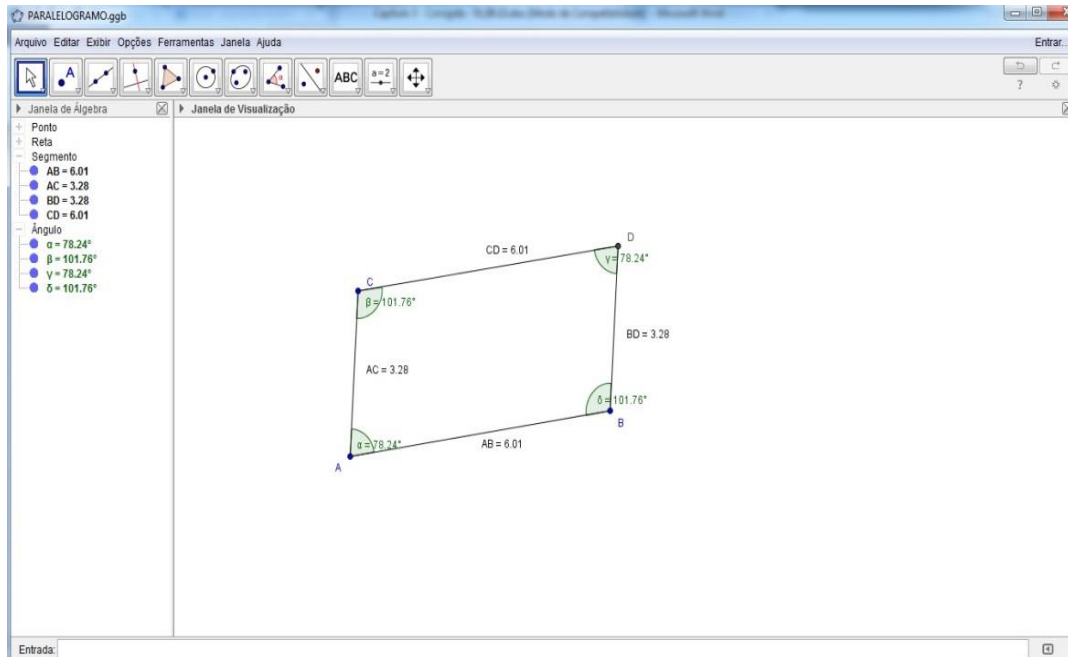 PARALELOGRAMO.ggb
Arquivo Editar Exibir Opções Ferramentas Janela Ajuda Entrar...
A α ABC a=2 ?
Janela de Álgebra Janela de Visualização
Ponto
Reta
Segmento
AB = 6.01
AC = 3.28
BD = 3.28
CD = 6.01
Ângulo
α = 78.24°
β = 101.76°
γ = 78.24°
δ = 101.76°
D
CD = 6.01
γ = 78.24°
C
β = 101.76°
BD = 3.28
AC = 3.28
δ = 101.76°
B
α = 78.24°
AB = 6.01
A
Entrada: